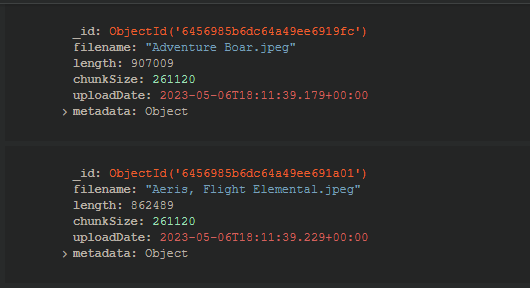 _id: ObjectId('6456985b6dc64a49ee6919fc')
filename: "Adventure Boar.jpeg"
length: 907009
chunkSize: 261120
uploadDate: 2023-05-06T18:11:39.179+00:00
> metadata: Object
_id: ObjectId('6456985b6dc64a49ee691a01')
filename: "Aeris, Flight Elemental.jpeg"
length: 862489
chunkSize: 261120
uploadDate: 2023-05-06T18:11:39.229+00:00
> metadata: Object